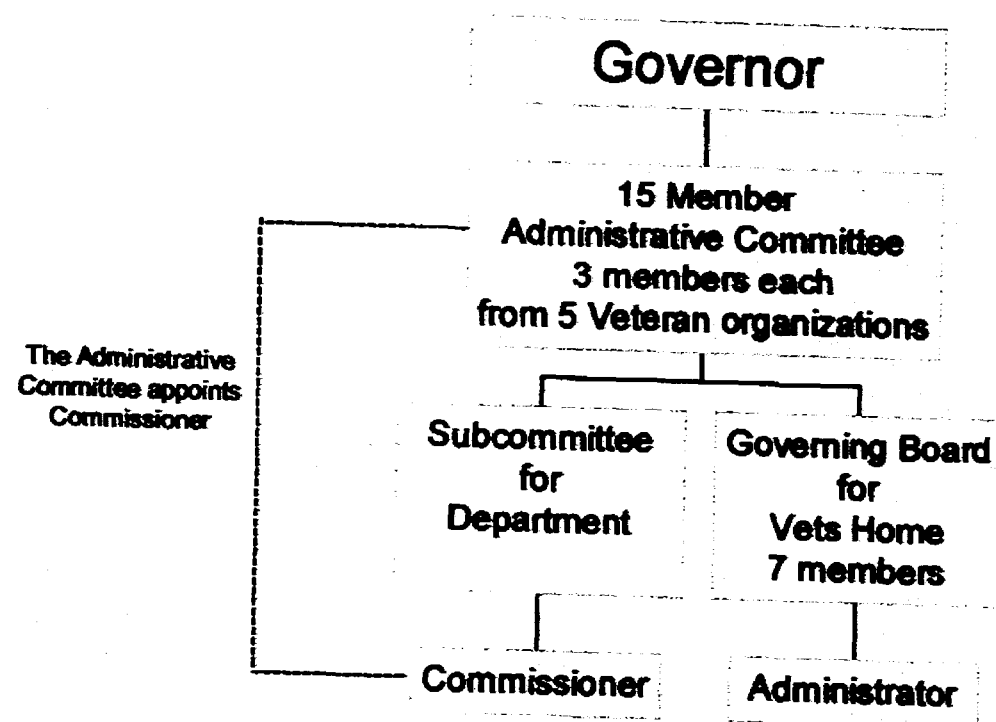 Governor
15 Member
Administrative Committee
3 members each
from 5 Veteran organizations
The Administrative
Committee appoints
Commissioner
Subcommittee
for
Department
Governing Board
for
Vets Home
7 members
Commissioner
Administrator